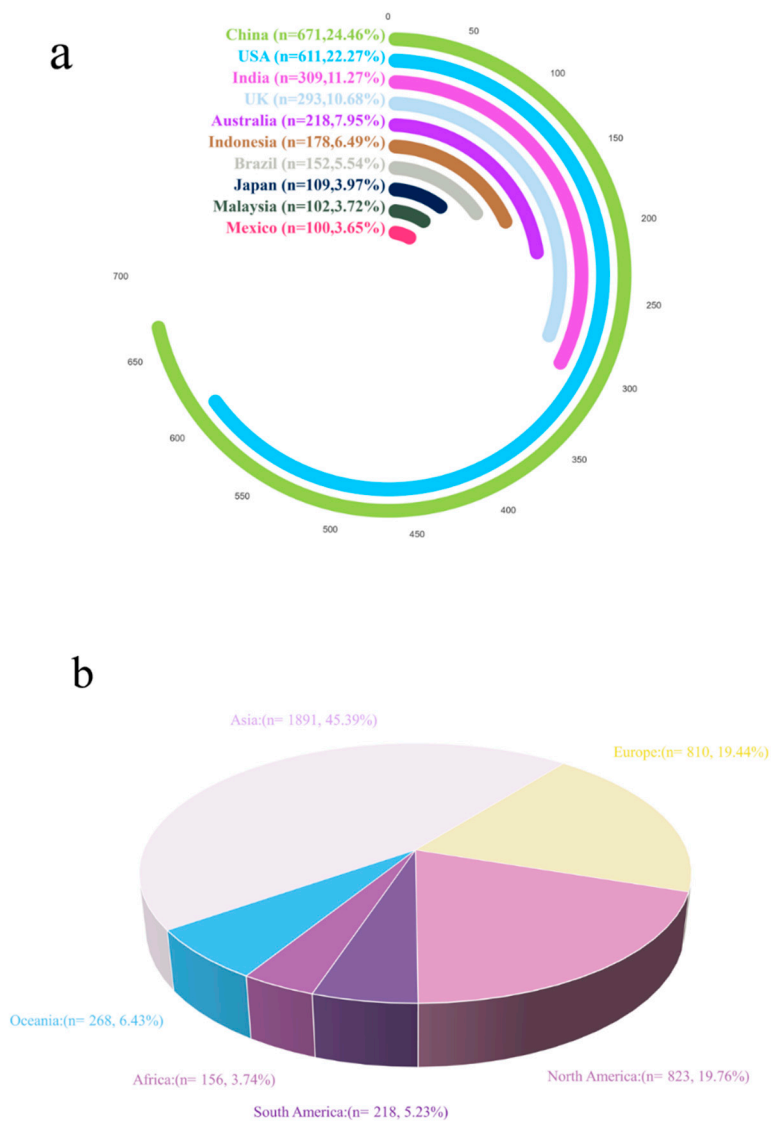 a
China (n=671,24.46%)
USA (n=611,22.27%)
India (n=309,11.27%)
UK (n=293,10.68%)
Australia (n=218,7.95%)
Indonesia (n=178,6.49%)
Brazil (n=152,5.54%)
Japan (n=109,3.97%)
Malaysia (n=102,3.72%)
Mexico (n=100,3.65%)
0
50
100
150
200
250
300
350
400
450
500
550
600
650
700
b
Asia:(n= 1891, 45.39%)
Europe:(n= 810, 19.44%)
Oceania:(n= 268, 6.43%)
Africa:(n= 156, 3.74%)
North America:(n= 823, 19.76%)
South America:(n= 218, 5.23%)